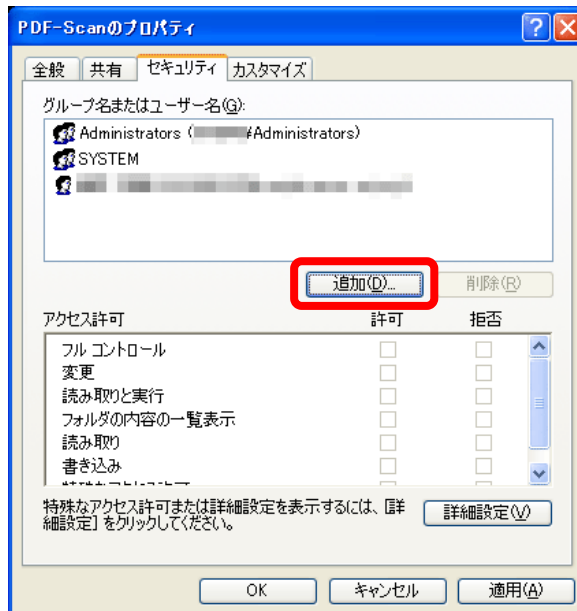 PDF-Scanのプロパティ
全般 共有 セキュリティ カスタマイズ
グループ名またはユーザー名(G):
Administrators (          ¥Administrators)
SYSTEM
追加(D)... 削除(R)
アクセス許可 許可 拒否
フル コントロール
変更
読み取りと実行
フォルダの内容の一覧表示
読み取り
書き込み
特殊なアクセス許可または詳細設定を表示するには、[詳
細設定] をクリックしてください。
詳細設定(V)
OK キャンセル 適用(A)